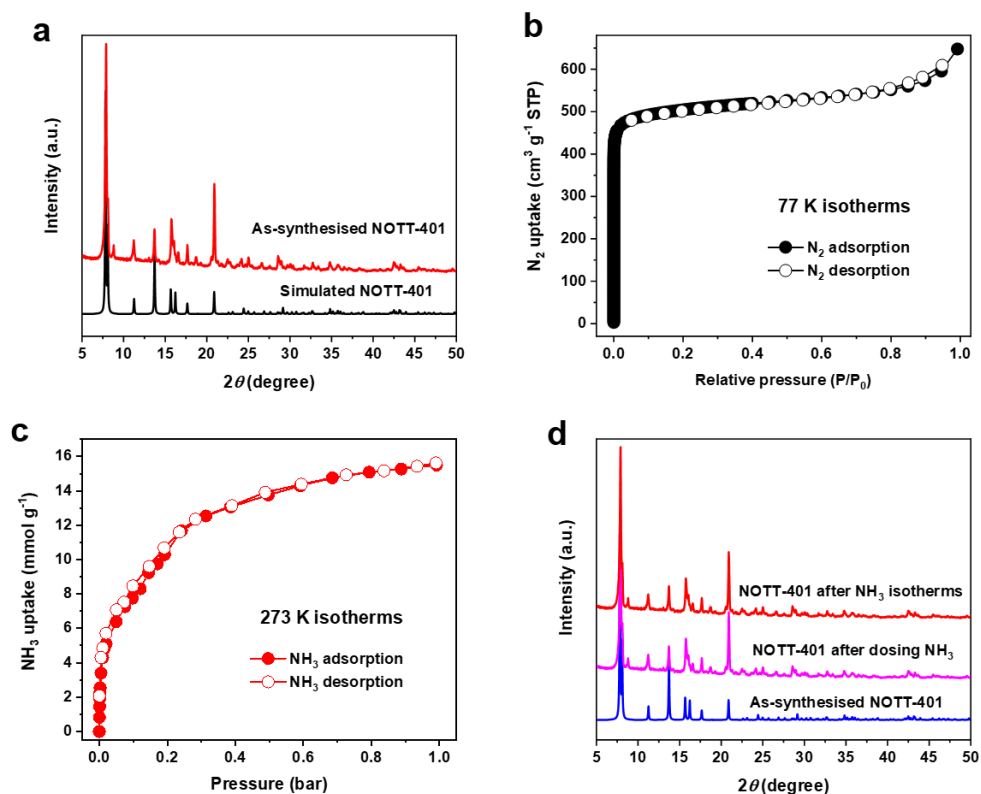 a
Intensity (a.u.)
As-synthesised NOTT-401
Simulated NOTT-401
5 10 15 20 25 30 35 40 45 50
2θ (degree)
b
N₂ uptake (cm³ g⁻¹ STP)
600
500
400
300
200
100
0
77 K isotherms
N₂ adsorption
N₂ desorption
0.0 0.2 0.4 0.6 0.8 1.0
Relative pressure (P/P₀)
c
NH₃ uptake (mmol g⁻¹)
16
14
12
10
8
6
4
2
0
273 K isotherms
NH₃ adsorption
NH₃ desorption
0.0 0.2 0.4 0.6 0.8 1.0
Pressure (bar)
d
Intensity (a.u.)
NOTT-401 after NH₃ isotherms
NOTT-401 after dosing NH₃
As-synthesised NOTT-401
5 10 15 20 25 30 35 40 45 50
2θ (degree)